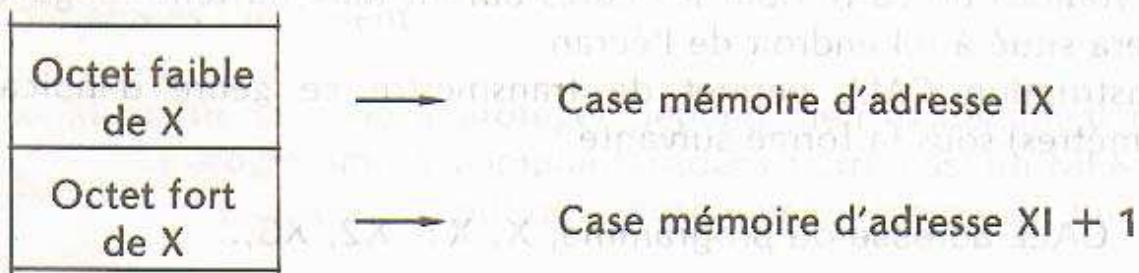 Octet faible
de X
Case mémoire d'adresse IX
Octet fort
de X
Case mémoire d'adresse XI + 1